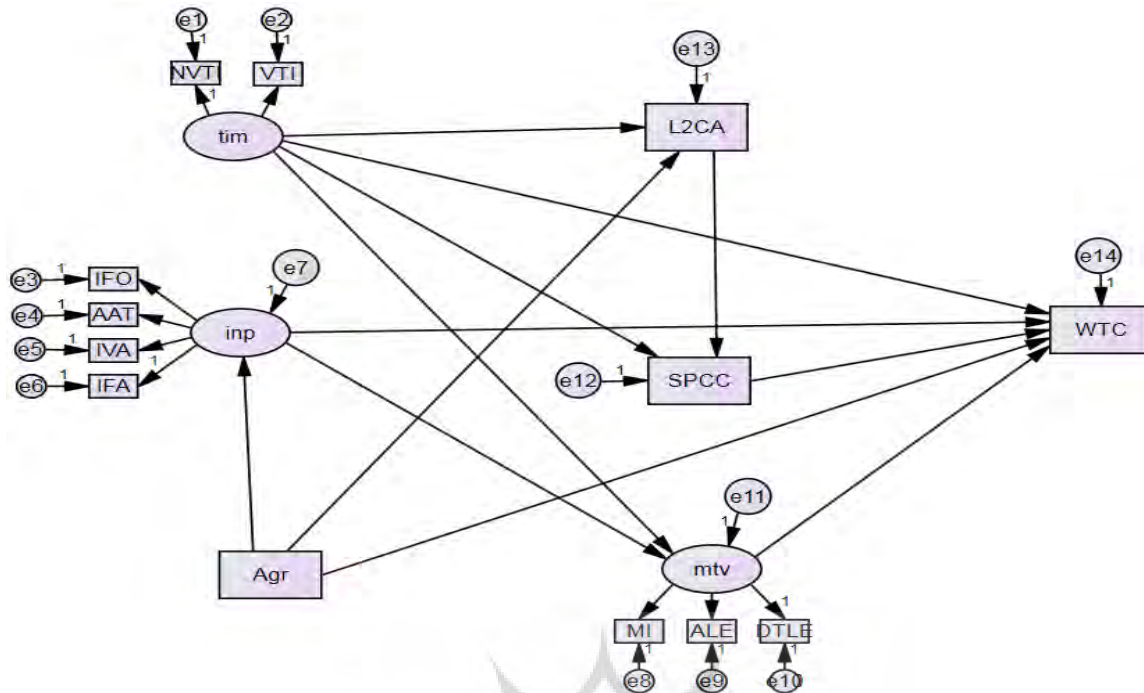 e1
e2
1
1
NVTI
VTI
1
tim
e13
1
L2CA
e3
1
IFO
e4
1
AAT
e5
1
IVA
e6
1
IFA
1
e7
1
inp
e14
1
WTC
e12
1
SPCC
Agr
e11
1
mtv
1
MI
ALE
DTLE
1
1
1
e8
e9
e10